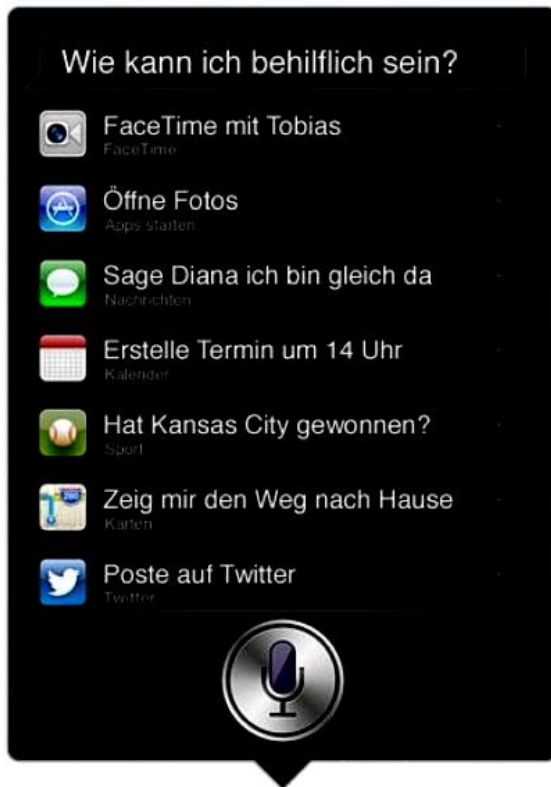 Wie kann ich behilflich sein?
FaceTime mit Tobias
FaceTime
Öffne Fotos
Apps starten
Sage Diana ich bin gleich da
Nachrichten
Erstelle Termin um 14 Uhr
Kalender
Hat Kansas City gewonnen?
Sport
Zeig mir den Weg nach Hause
Karten
Poste auf Twitter
Twitter